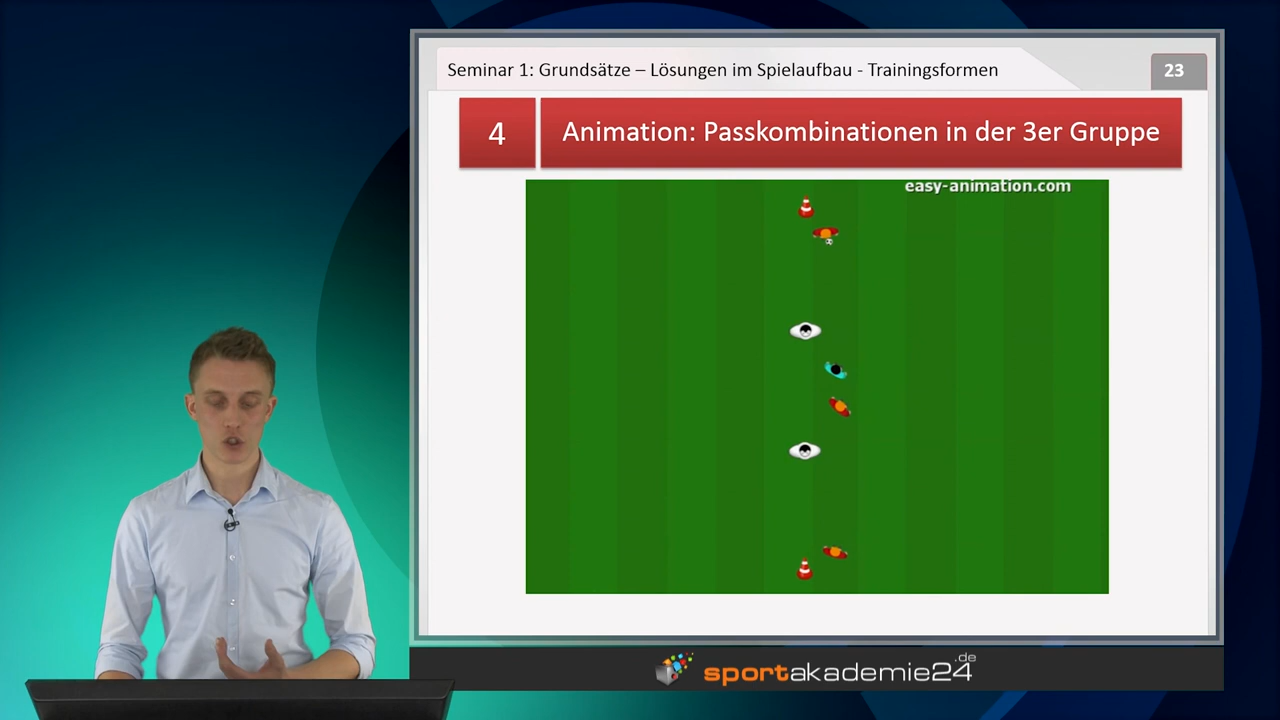 Seminar 1: Grundsätze – Lösungen im Spielaufbau - Trainingsformen
23
4
Animation: Passkombinationen in der 3er Gruppe
easy-animation.com
sportakademie24.de